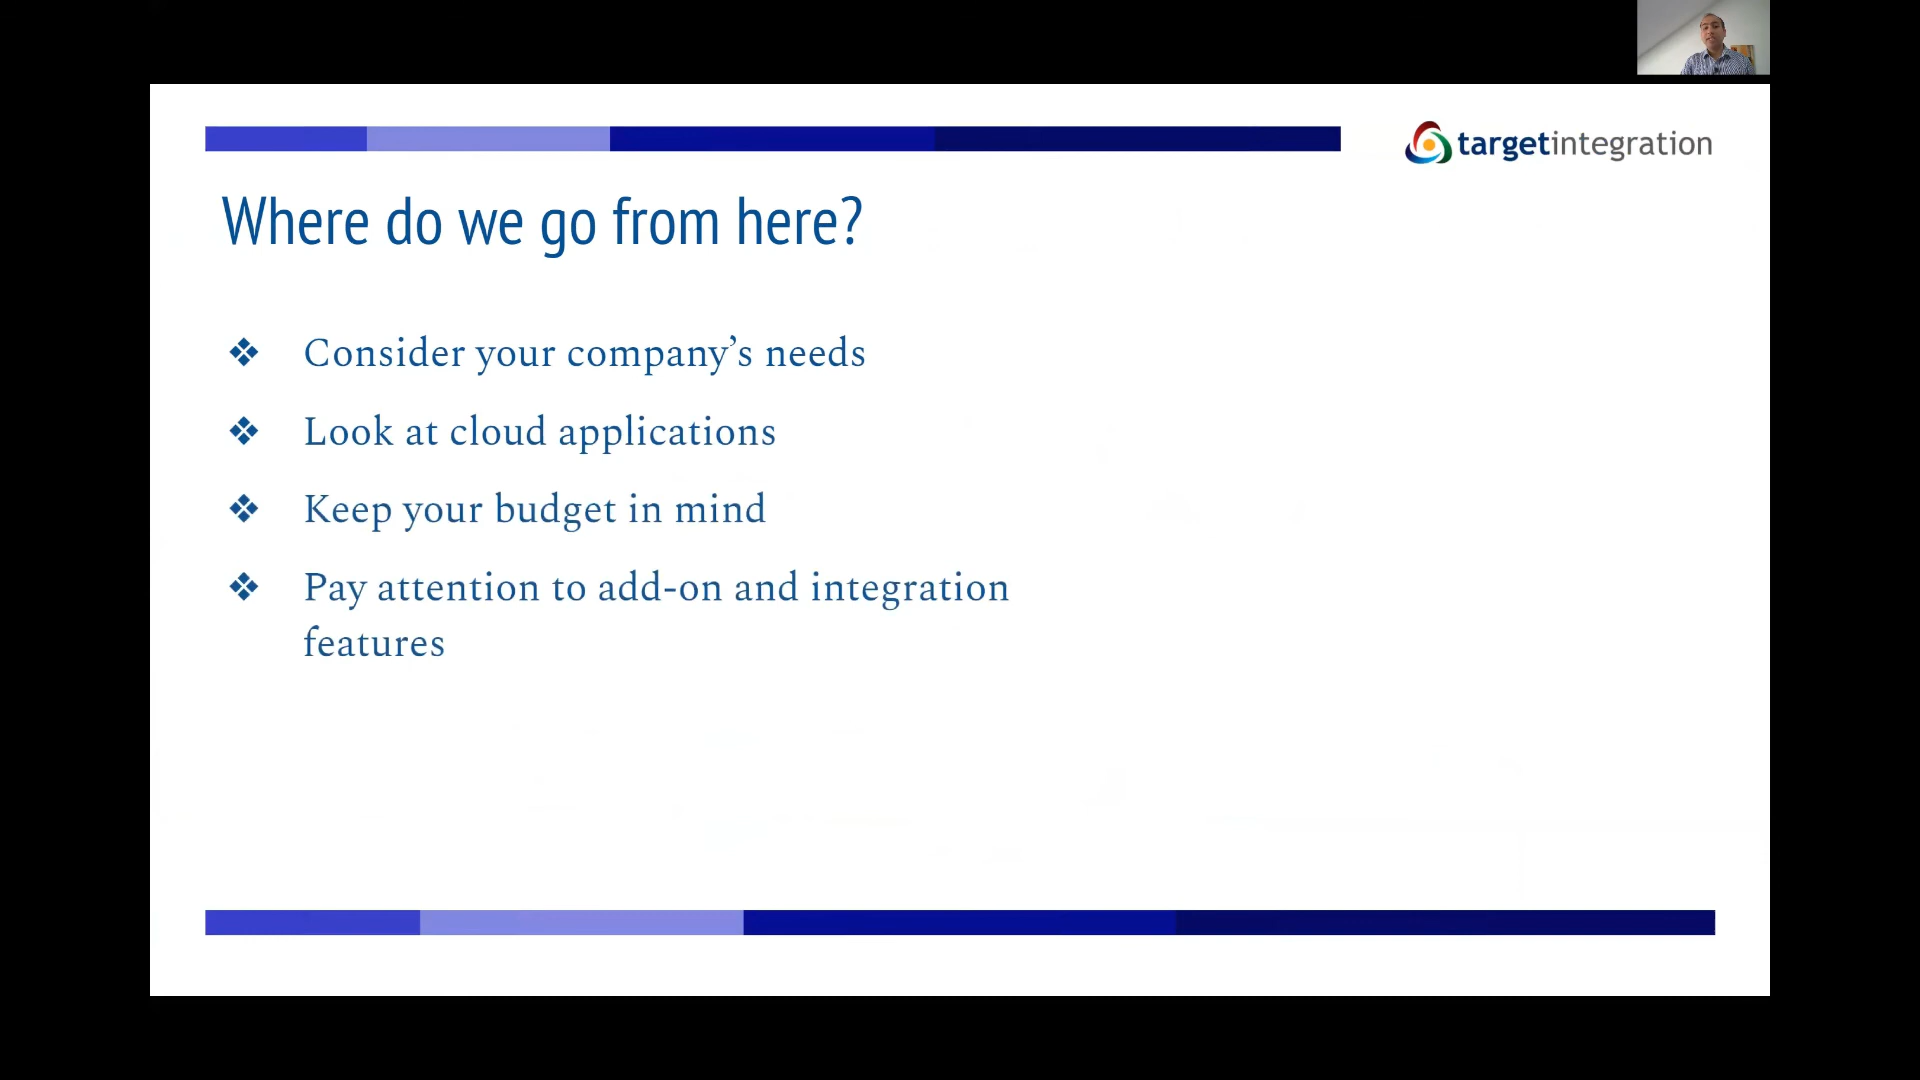 targetintegration
Where do we go from here?
❖ Consider your company’s needs
❖ Look at cloud applications
❖ Keep your budget in mind
❖ Pay attention to add-on and integration
features